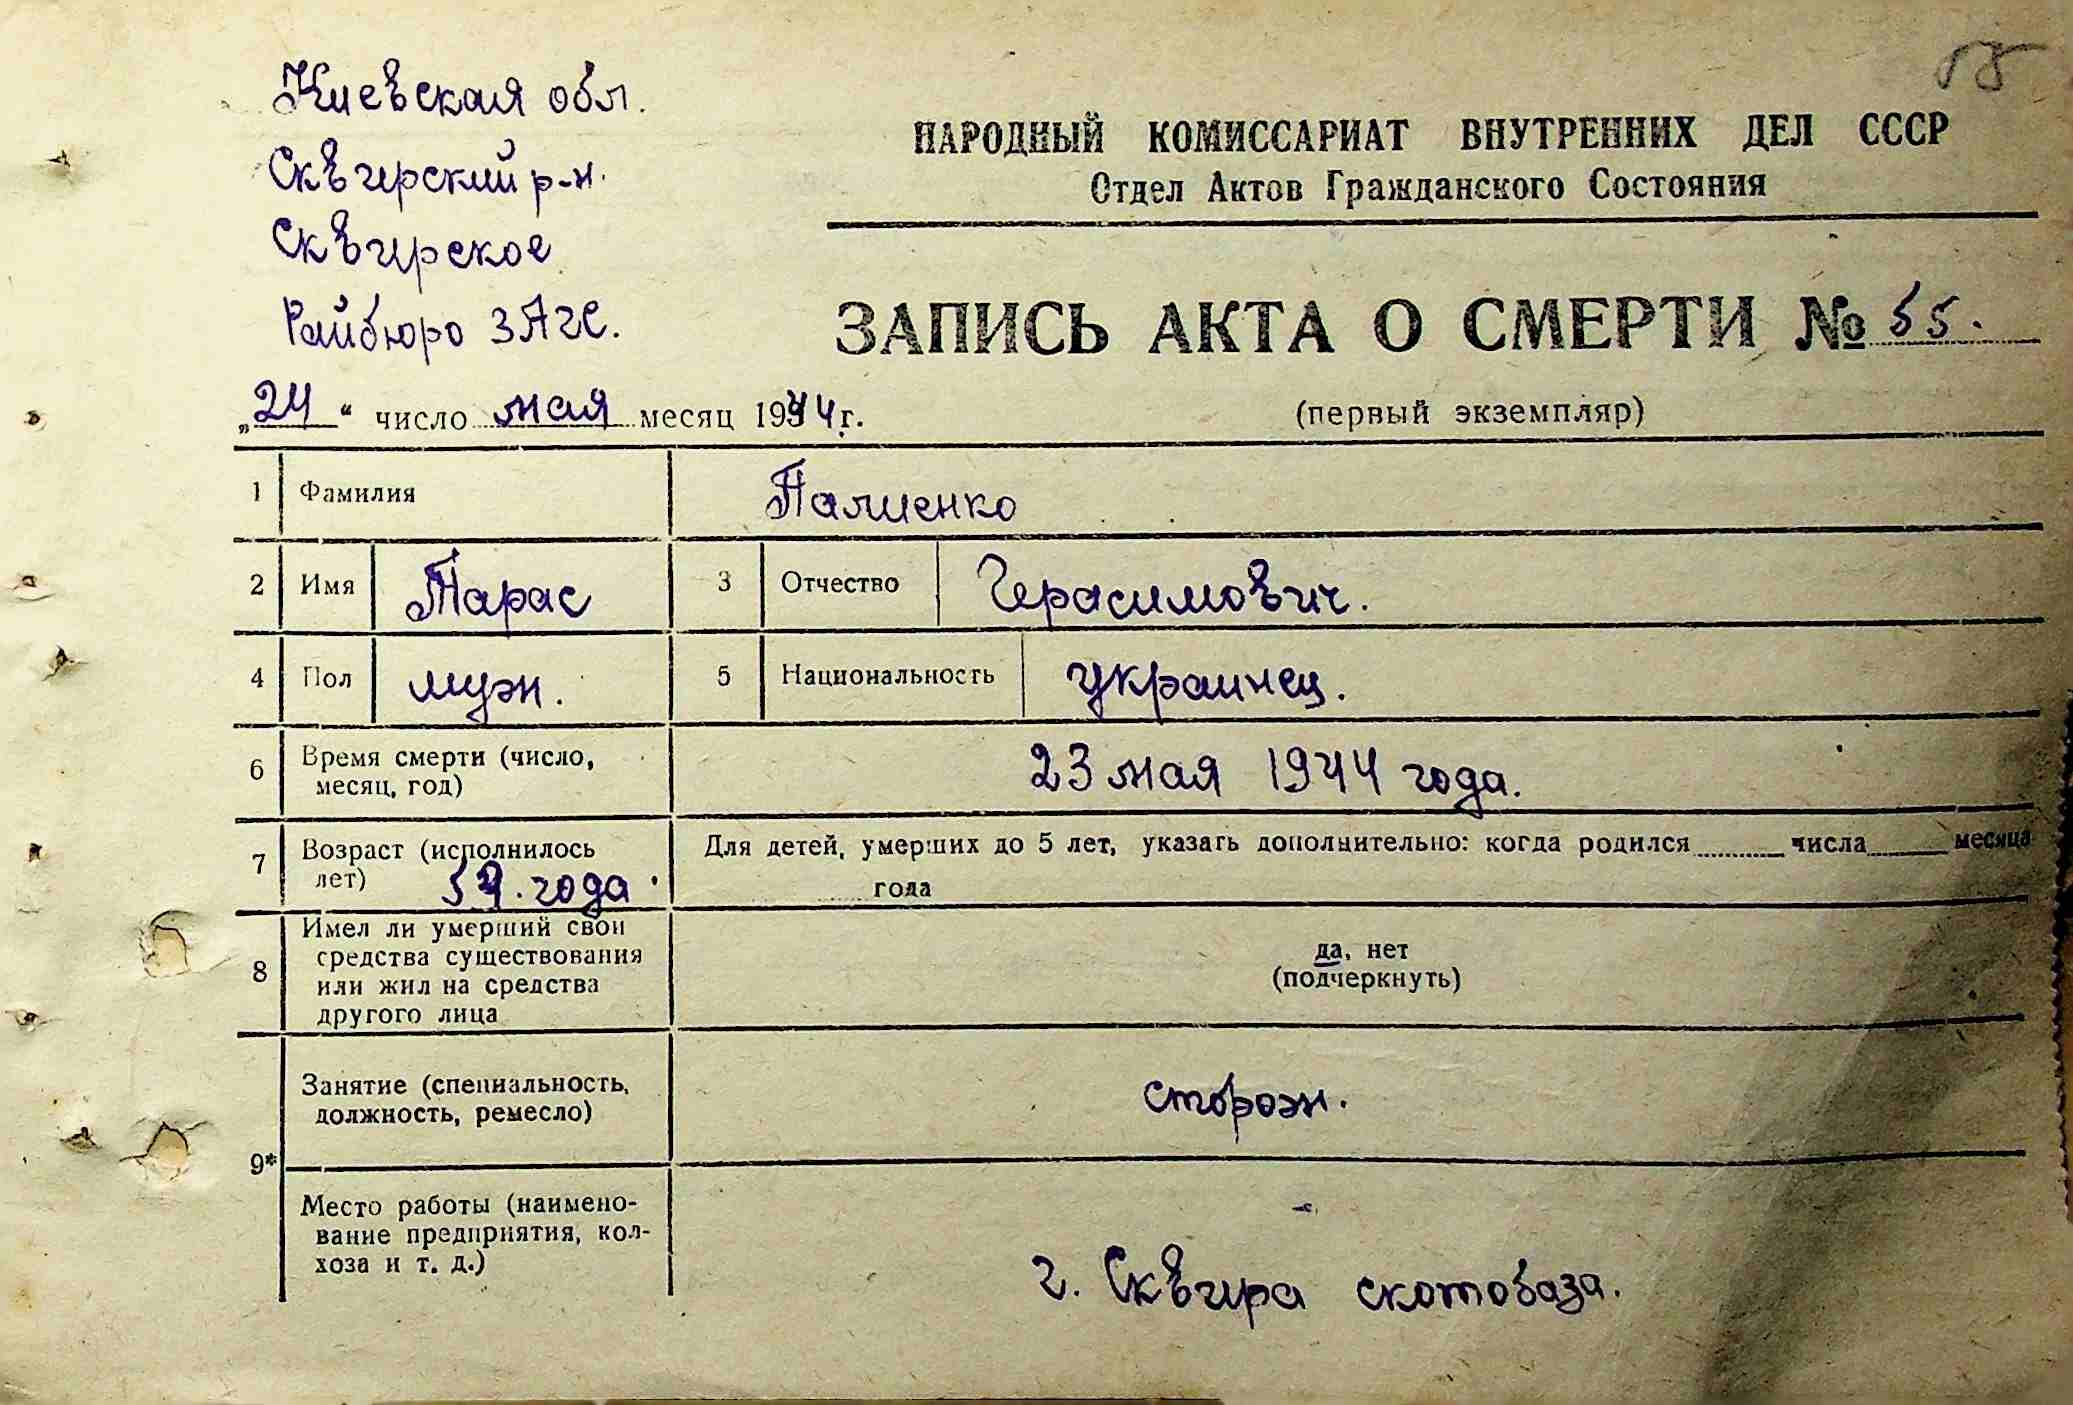 Киевская обл.
Сквирский р-н.
Сквирское
Райбюро ЗАГС.
НАРОДНЫЙ КОМИССАРИАТ ВНУТРЕННИХ ДЕЛ СССР
Отдел Актов Гражданского Состояния
ЗАПИСЬ АКТА О СМЕРТИ № 55.
„24“ число мая месяц 1944 г.
(первый экземпляр)
1 Фамилия Палиенко
2 Имя Тарас 3 Отчество Герасимович.
4 Пол муж. 5 Национальность украинец.
6 Время смерти (число, месяц, год) 23 мая 1944 года.
7 Возраст (исполнилось лет) года.
Для детей, умерших до 5 лет, указать дополнительно: когда родился числа месяца
года
8 Имел ли умерший свои
средства существования
или жил на средства
другого лица
да, нет
(подчеркнуть)
9*
Занятие (специальность,
должность, ремесло)
сторож.
Место работы (наимено-
вание предприятия, кол-
хоза и т. д.)
г. Сквира скотобаза.